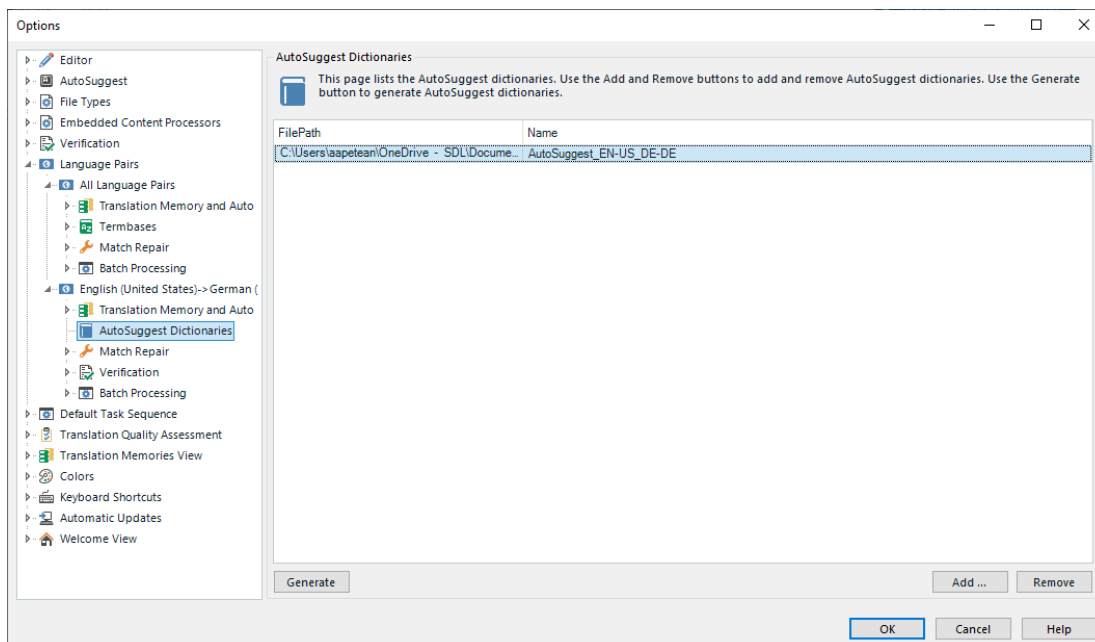 Options
Editor
AutoSuggest
File Types
Embedded Content Processors
Verification
Language Pairs
All Language Pairs
Translation Memory and Auto
Termbases
Match Repair
Batch Processing
English (United States)->German (
Translation Memory and Auto
AutoSuggest Dictionaries
Match Repair
Verification
Batch Processing
Default Task Sequence
Translation Quality Assessment
Translation Memories View
Colors
Keyboard Shortcuts
Automatic Updates
Welcome View
AutoSuggest Dictionaries
This page lists the AutoSuggest dictionaries. Use the Add and Remove buttons to add and remove AutoSuggest dictionaries. Use the Generate
button to generate AutoSuggest dictionaries.
FilePath Name
C:\Users\aapetean\OneDrive - SDL\Docume... AutoSuggest_EN-US_DE-DE
Generate Add ... Remove
OK Cancel Help